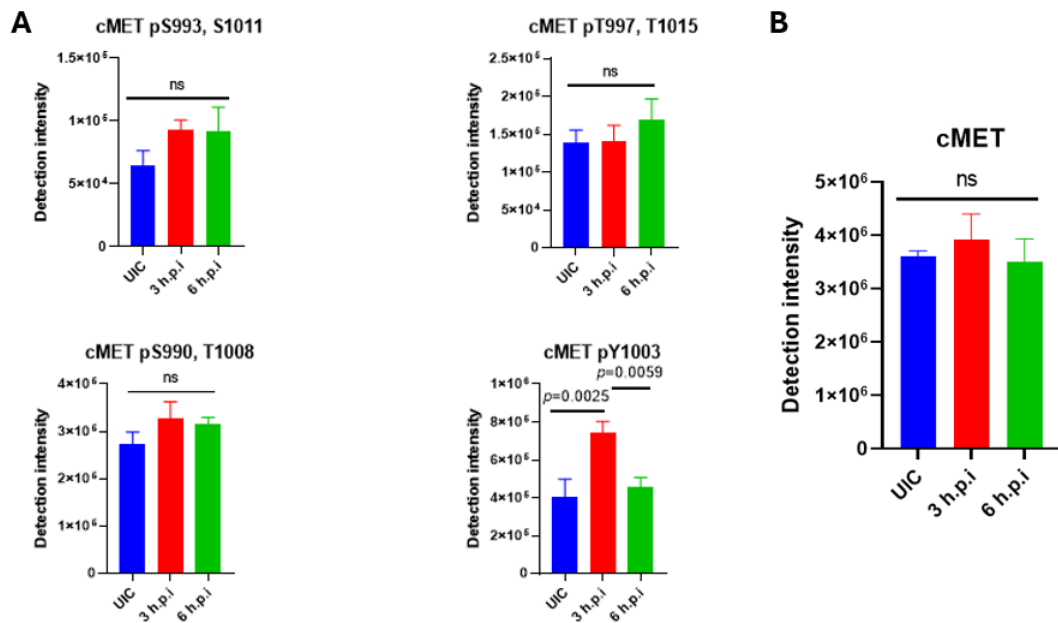 A
cMET pS993, S1011
Detection intensity
1.5×10⁵
1×10⁵
5×10⁴
0
ns
UIC
3 h.p.i
6 h.p.i
cMET pT997, T1015
Detection intensity
2.5×10⁵
2×10⁵
1.5×10⁵
1×10⁵
5×10⁴
0
ns
UIC
3 h.p.i
6 h.p.i
cMET pS990, T1008
Detection intensity
4×10⁶
3×10⁶
2×10⁶
1×10⁶
0
ns
UIC
3 h.p.i
6 h.p.i
cMET pY1003
Detection intensity
1×10⁶
8×10⁵
6×10⁵
4×10⁵
2×10⁵
0
p=0.0025
p=0.0059
UIC
3 h.p.i
6 h.p.i
B
cMET
Detection intensity
5×10⁶
4×10⁶
3×10⁶
2×10⁶
1×10⁶
0
ns
UIC
3 h.p.i
6 h.p.i